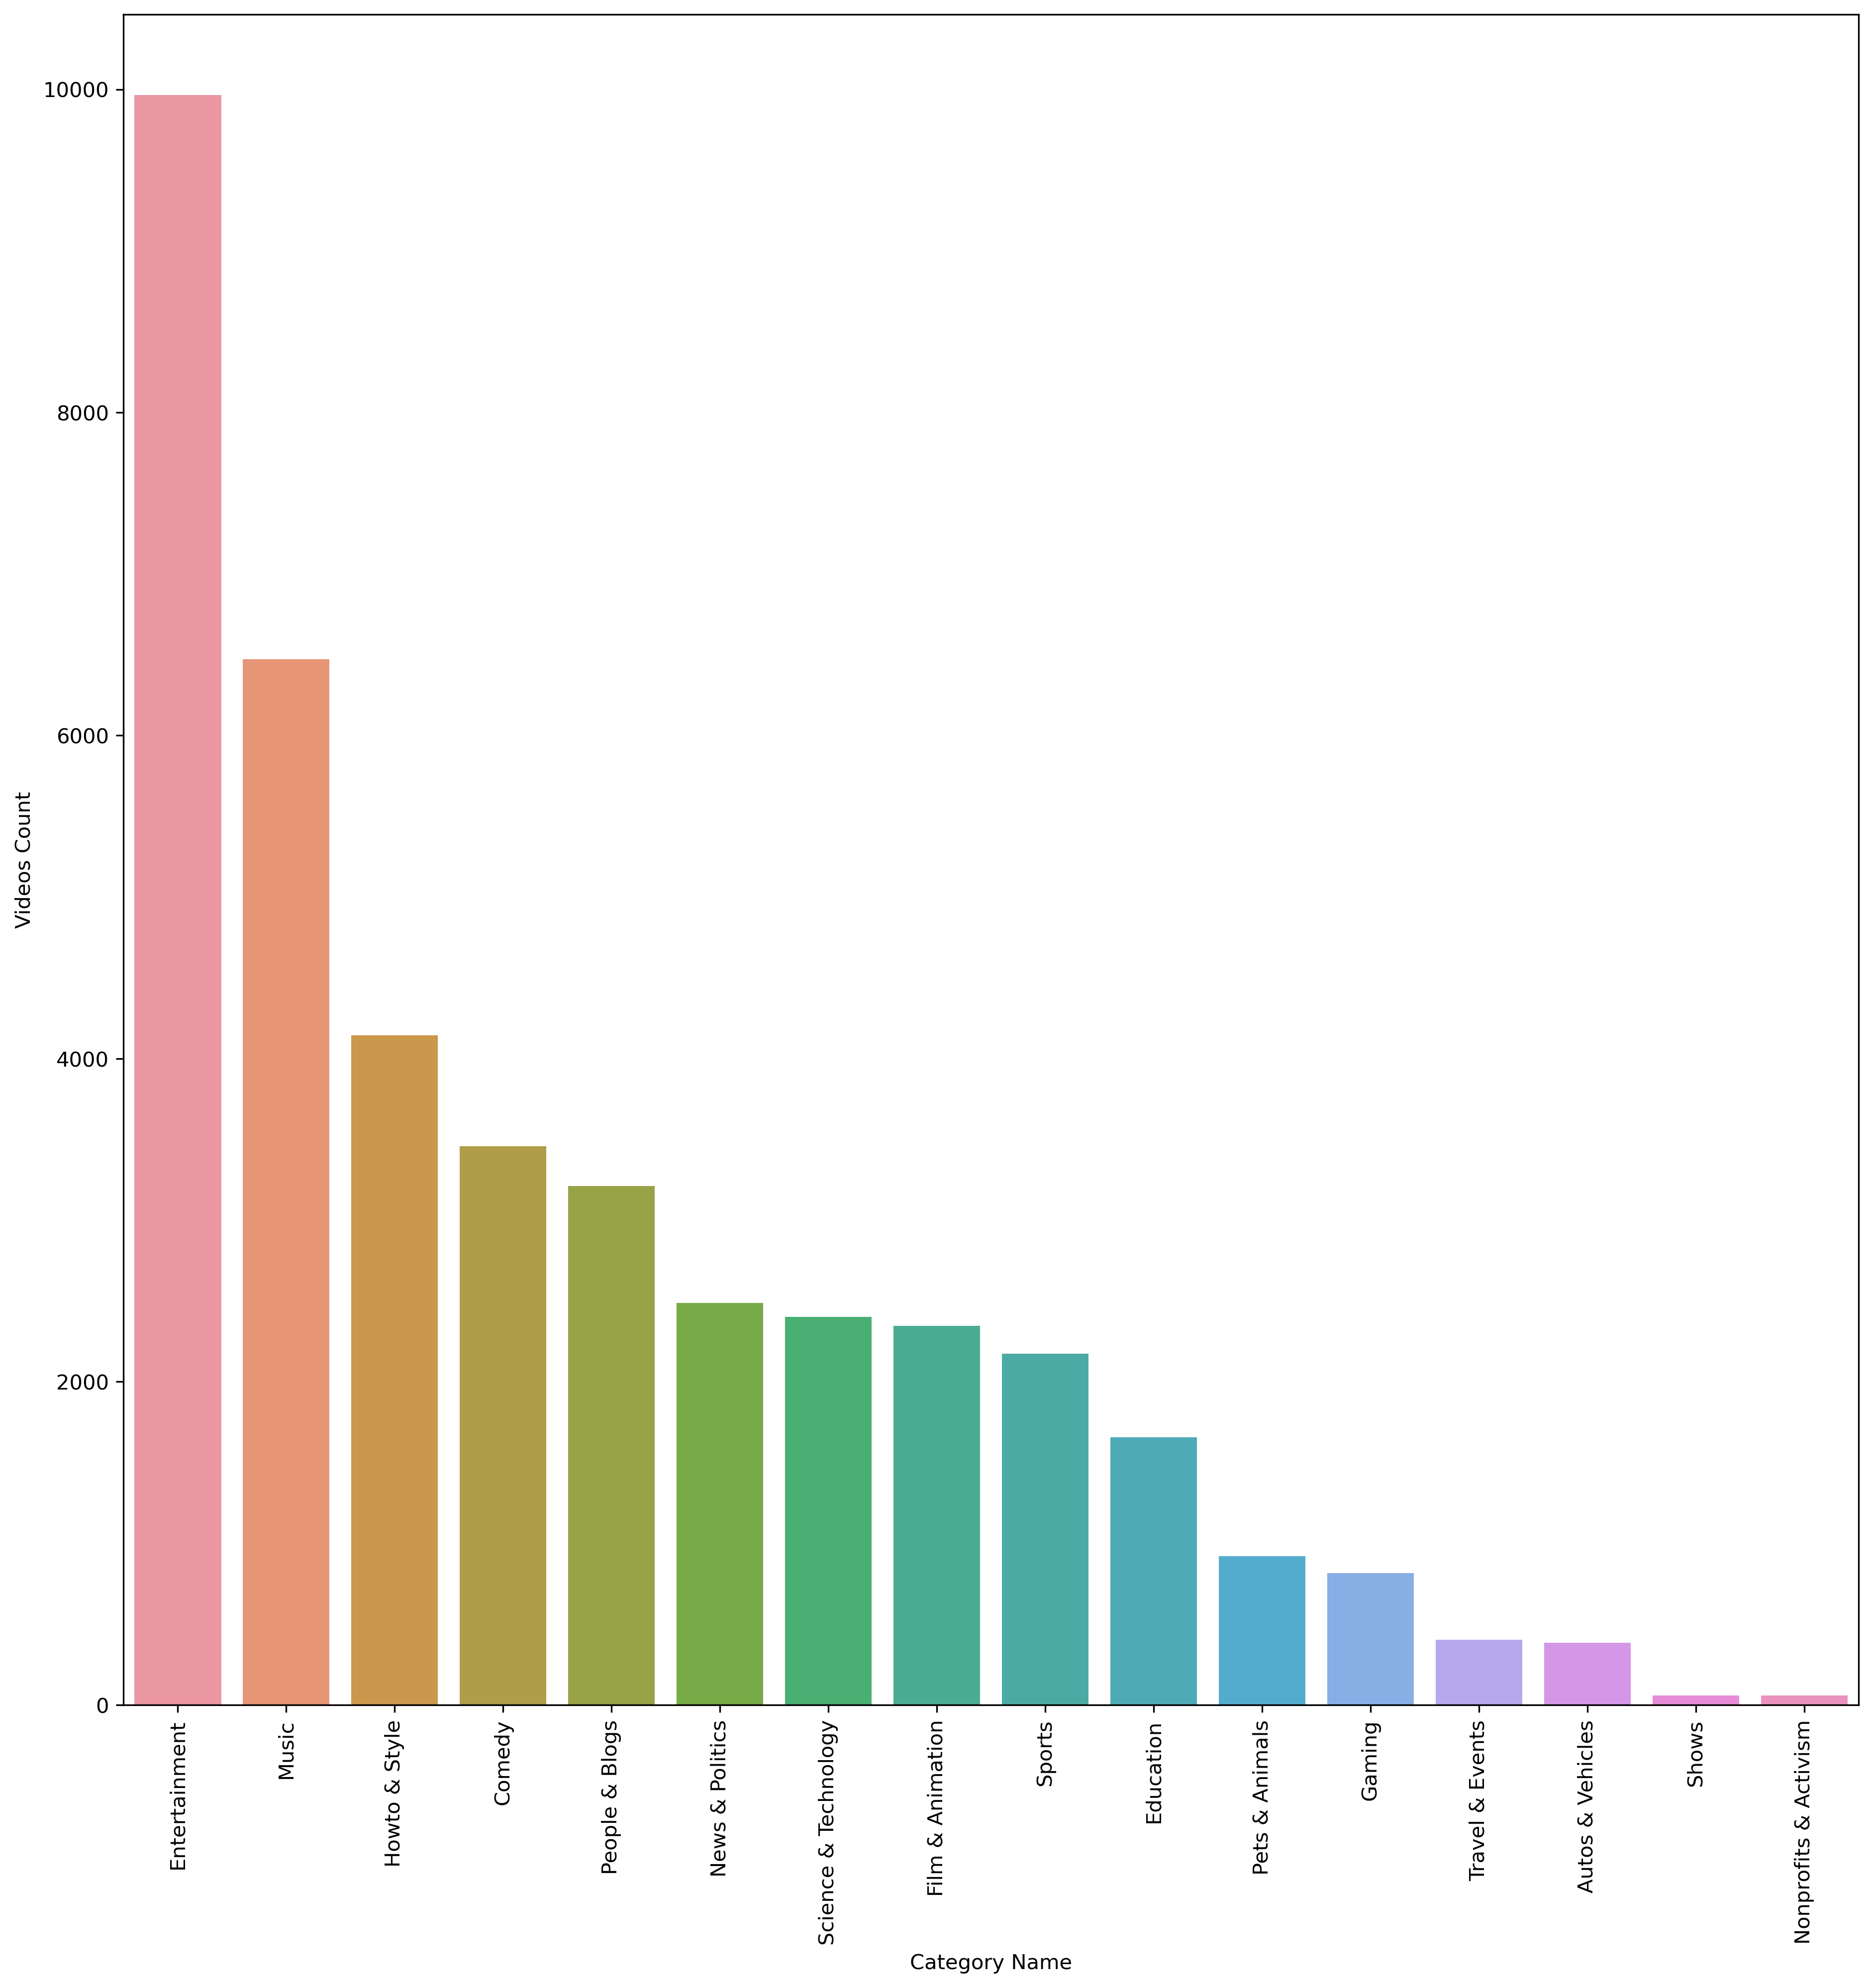 10000
8000
6000
4000
2000
0
Videos Count
Entertainment
Music
Howto & Style
Comedy
People & Blogs
News & Politics
Science & Technology
Film & Animation
Sports
Education
Pets & Animals
Gaming
Travel & Events
Autos & Vehicles
Shows
Nonprofits & Activism
Category Name